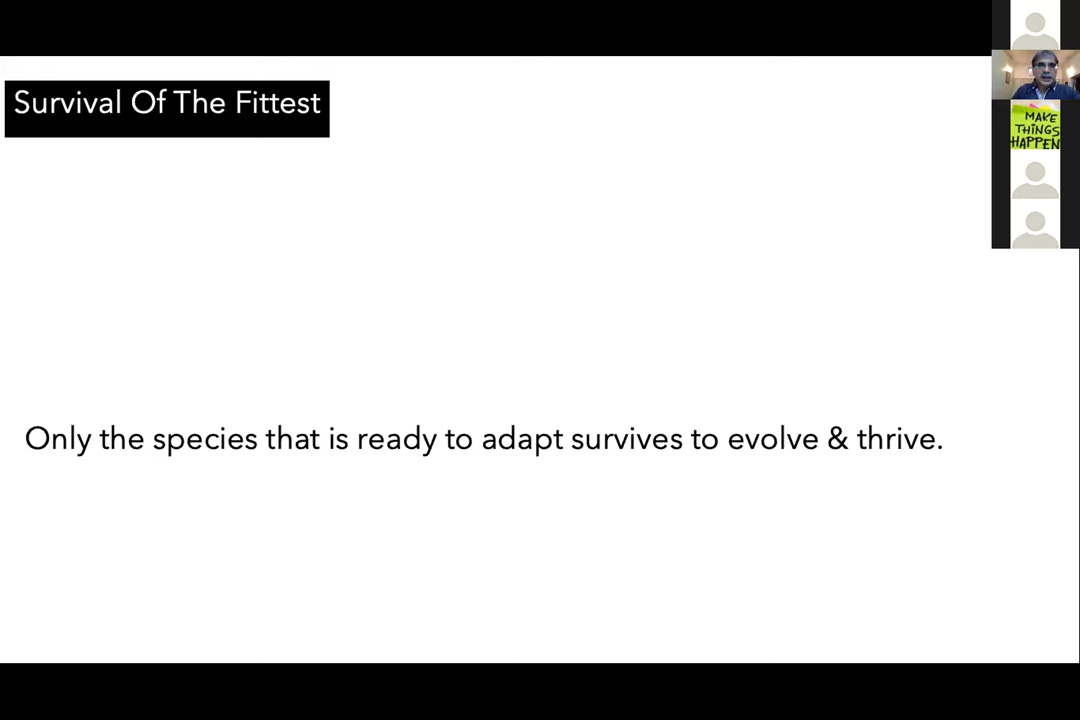 Survival Of The Fittest
MAKE
THINGS
HAPPEN
Only the species that is ready to adapt survives to evolve & thrive.